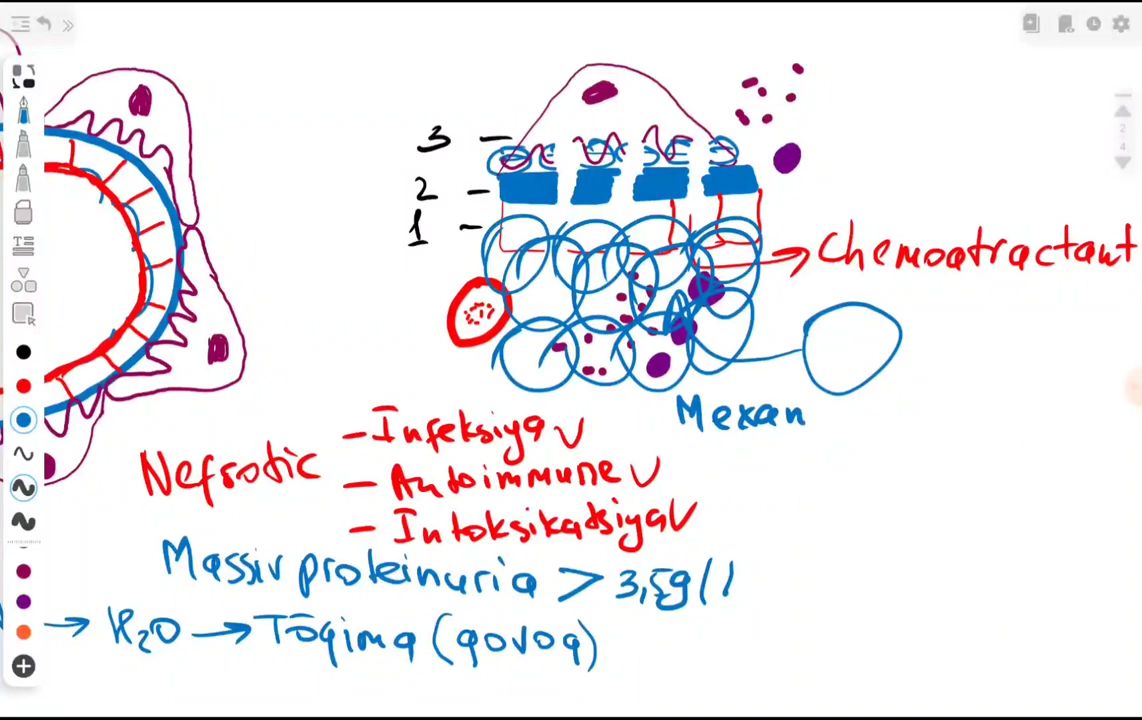 3 -
2 -
1 -
Chemoatractant
Mexan
Nefrotic
- Infeksiya v
- Autoimmune v
- Intoksikatsiya v
Massiv proteinuria > 3,5g/l
→ H2O → Tōqima (qovoq)